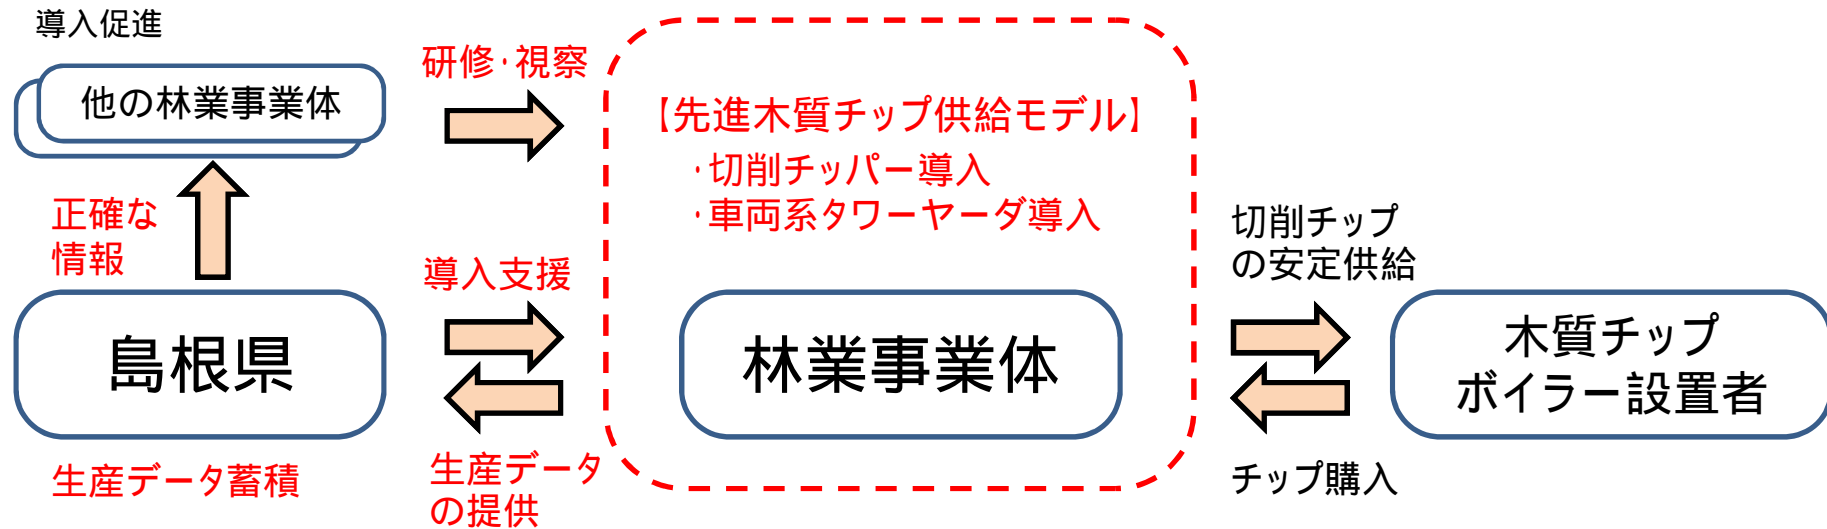 導入促進
他の林業事業体
研修・視察
【先進木質チップ供給モデル】
・切削チッパー導入
・車両系タワーヤーダ導入
正確な
情報
導入支援
切削チップ
の安定供給
島根県
林業事業体
木質チップ
ボイラー設置者
生産データ蓄積
生産データ
の提供
チップ購入